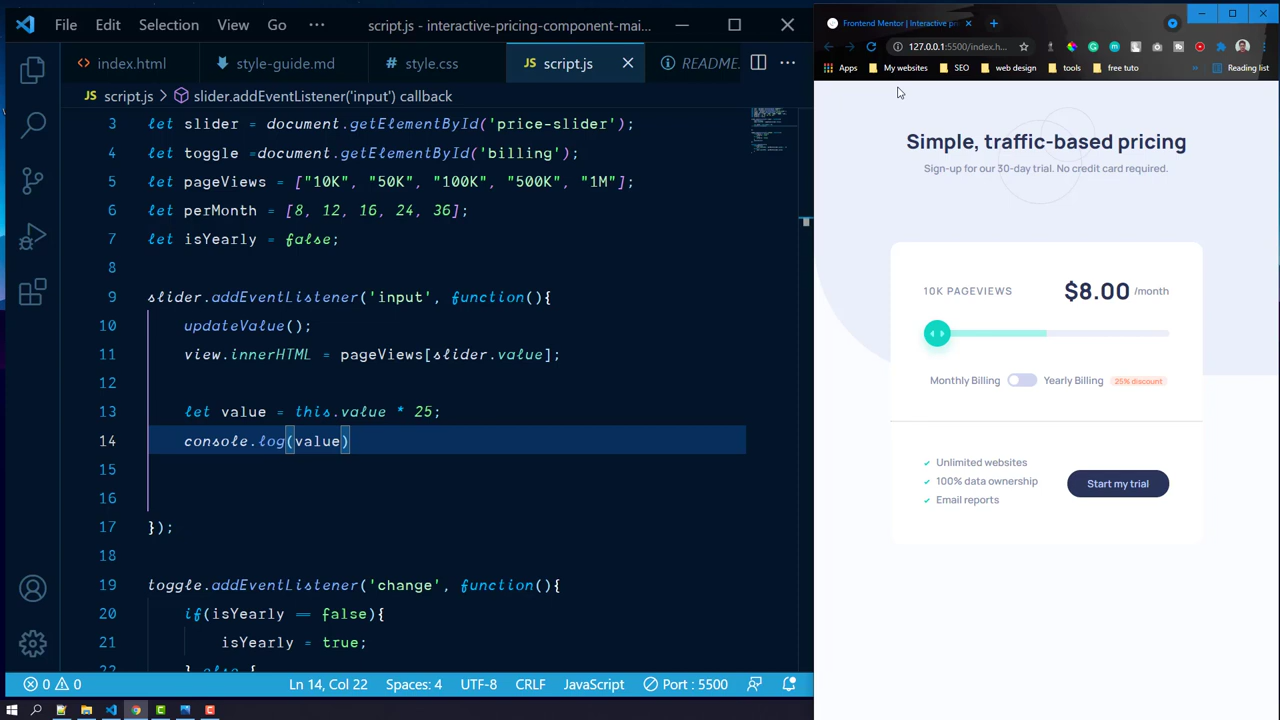 File Edit Selection View Go ••• script.js - interactive-pricing-component-mai...
index.html style-guide.md style.css JS script.js README.
JS script.js > slider.addEventListener('input') callback
3 let slider = document.getElementById('price-slider');
4 let toggle =document.getElementById('billing');
5 let pageViews = ["10K", "50K", "100K", "500K", "1M"];
6 let perMonth = [8, 12, 16, 24, 36];
7 let isYearly = false;
8
9 slider.addEventListener('input', function(){
10 updateValue();
11 view.innerHTML = pageViews[slider.value];
12
13 let value = this.value * 25;
14 console.log(value)
15
16
17 });
18
19 toggle.addEventListener('change', function(){
20 if(isYearly == false){
21 isYearly = true;
22 } else {
0 0 Ln 14, Col 22 Spaces: 4 UTF-8 CRLF JavaScript Port : 5500
Frontend Mentor | Interactive pri
127.0.0.1:5500/index.h...
Apps My websites SEO web design tools free tuto » Reading list
Simple, traffic-based pricing
Sign-up for our 30-day trial. No credit card required.
10K PAGEVIEWS $8.00 /month
Monthly Billing Yearly Billing 25% discount
Unlimited websites
100% data ownership
Email reports
Start my trial